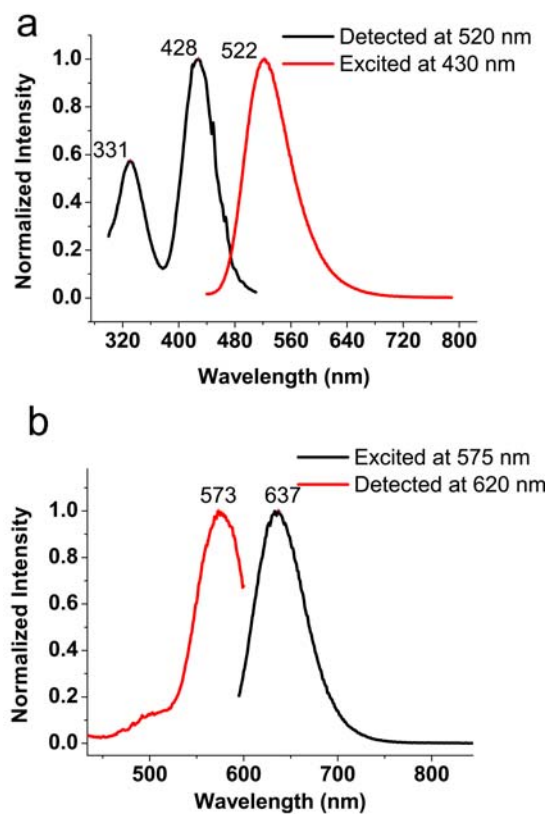 a
428
522
331
Detected at 520 nm
Excited at 430 nm
Normalized Intensity
1.0
0.8
0.6
0.4
0.2
0.0
320 400 480 560 640 720 800
Wavelength (nm)
b
Excited at 575 nm
Detected at 620 nm
573 637
Normalized Intensity
1.0
0.8
0.6
0.4
0.2
0.0
500 600 700 800
Wavelength (nm)